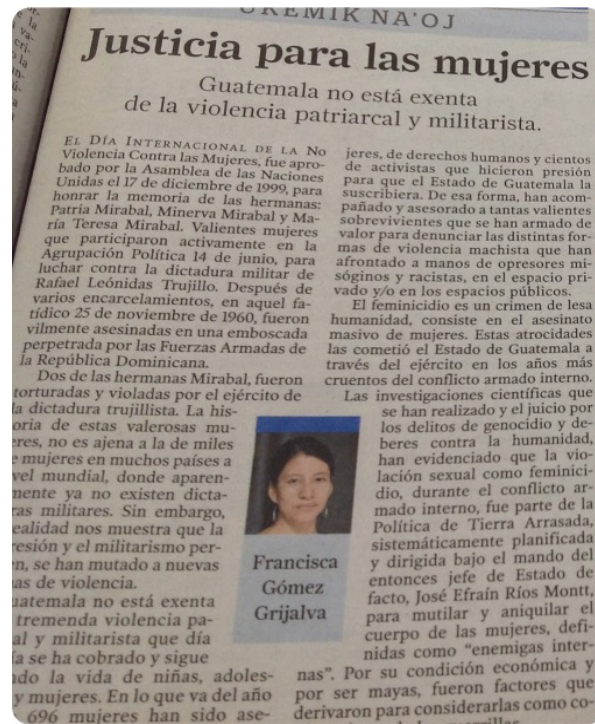 UKEMIK NA'OJ
Justicia para las mujeres
Guatemala no está exenta
de la violencia patriarcal y militarista.
EL DÍA INTERNACIONAL DE LA NO
Violencia Contra las Mujeres, fue apro-
bado por la Asamblea de las Naciones
Unidas el 17 de diciembre de 1999, para
honrar la memoria de las hermanas:
Patria Mirabal, Minerva Mirabal y Ma-
ría Teresa Mirabal. Valientes mujeres
que participaron activamente en la
Agrupación Política 14 de junio, para
luchar contra la dictadura militar de
Rafael Leónidas Trujillo. Después de
varios encarcelamientos, en aquel fa-
tídico 25 de noviembre de 1960, fueron
vilmente asesinadas en una emboscada
perpetrada por las Fuerzas Armadas de
la República Dominicana.
Dos de las hermanas Mirabal, fueron
torturadas y violadas por el ejército de
la dictadura trujillista. La his-
oria de estas valerosas mu-
eres, no es ajena a la de miles
e mujeres en muchos países a
vel mundial, donde aparen-
mente ya no existen dicta-
ras militares. Sin embargo,
ealidad nos muestra que la
resión y el militarismo per-
n, se han mutado a nuevas
as de violencia.
uatemala no está exenta
tremenda violencia pa-
al y militarista que día
ía se ha cobrado y sigue
ndo la vida de niñas, adoles-
y mujeres. En lo que va del año
696 mujeres han sido ase-
jeres, de derechos humanos y cientos
de activistas que hicieron presión
para que el Estado de Guatemala la
suscribiera. De esa forma, han acom-
pañado y asesorado a tantas valientes
sobrevivientes que se han armado de
valor para denunciar las distintas for-
mas de violencia machista que han
afrontado a manos de opresores mi-
sóginos y racistas, en el espacio pri-
vado y/o en los espacios públicos.
El feminicidio es un crimen de lesa
humanidad, consiste en el asesinato
masivo de mujeres. Estas atrocidades
las cometió el Estado de Guatemala a
través del ejército en los años más
cruentos del conflicto armado interno.
Las investigaciones científicas que
se han realizado y el juicio por
los delitos de genocidio y de-
beres contra la humanidad,
han evidenciado que la vio-
lación sexual como feminici-
dio, durante el conflicto ar-
mado interno, fue parte de la
Política de Tierra Arrasada,
sistemáticamente planificada
y dirigida bajo el mando del
entonces jefe de Estado de
facto, José Efraín Ríos Montt,
para mutilar y aniquilar el
cuerpo de las mujeres, defi-
nidas como "enemigas inter-
nas". Por su condición económica y
por ser mayas, fueron factores que
derivaron para considerarlas como co-
Francisca
Gómez
Grijalva